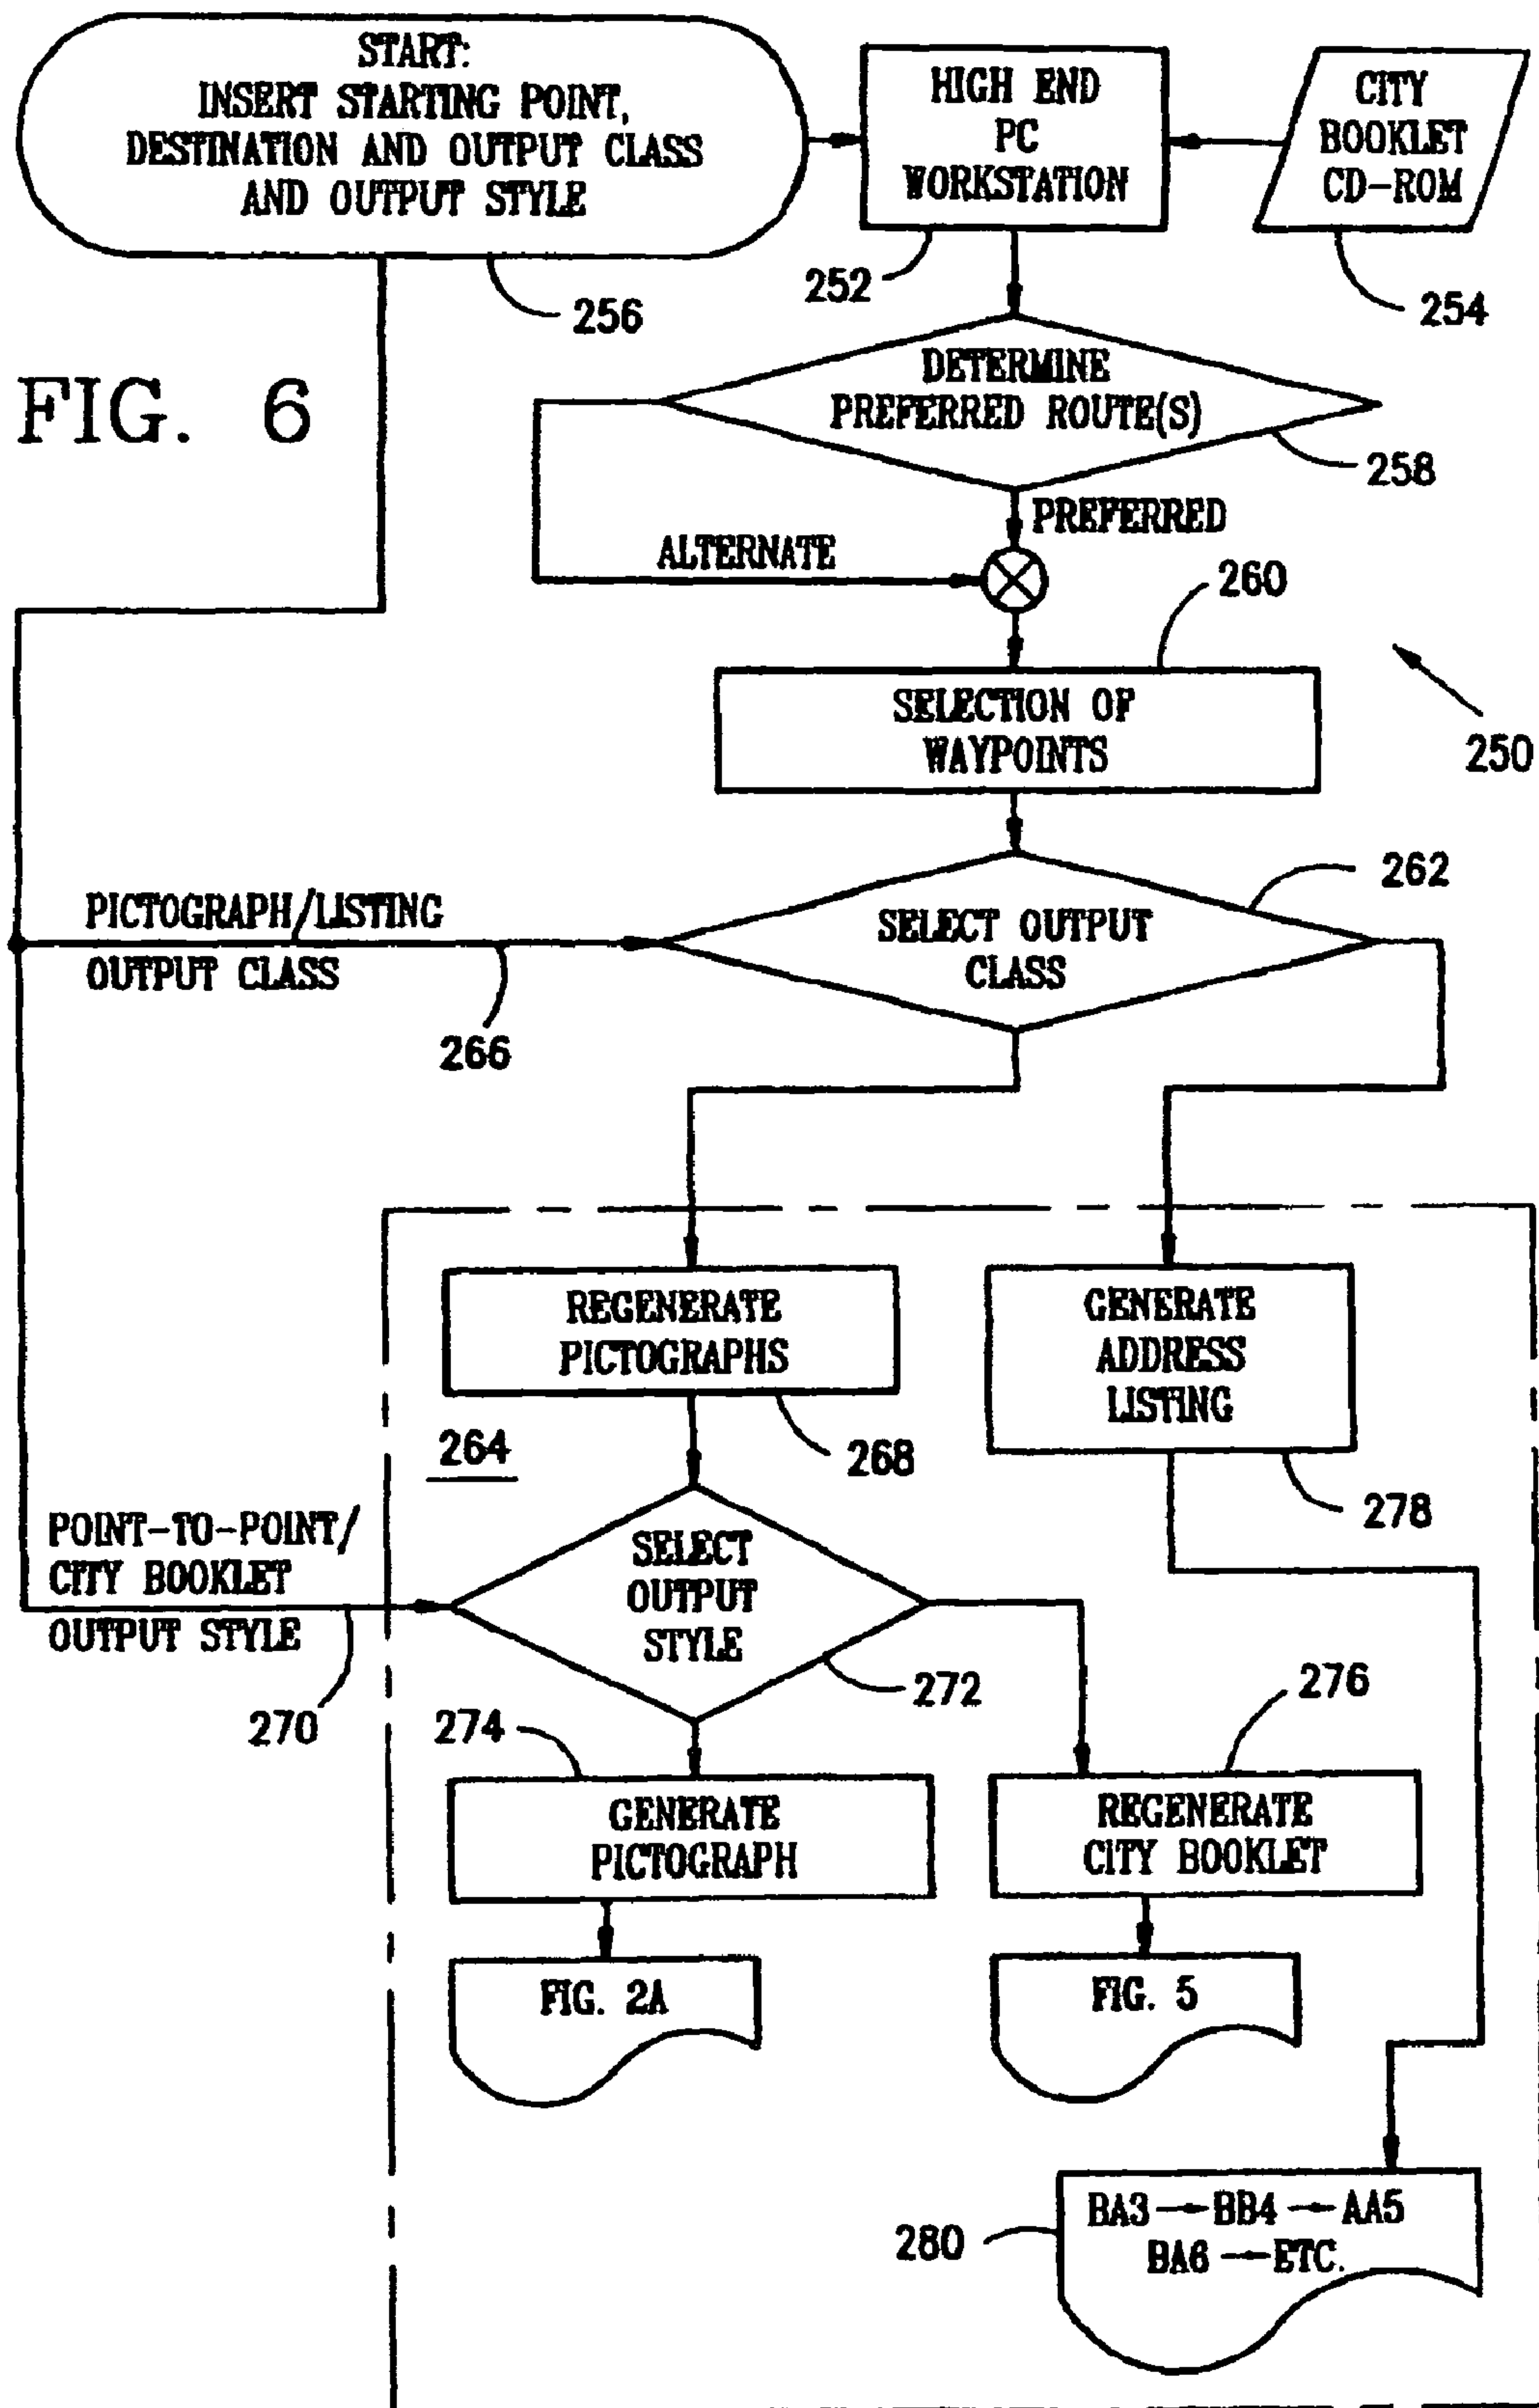 START:
INSERT STARTING POINT,
DESTINATION AND OUTPUT CLASS
AND OUTPUT STYLE
HIGH END
PC
WORKSTATION
CITY
BOOKLET
CD-ROM
252
254
256
FIG. 6
DETERMINE
PREFERRED ROUTE(S)
258
PREFERRED
ALTERNATE
260
SELECTION OF
WAYPOINTS
250
262
PICTOGRAPH/LISTING
OUTPUT CLASS
266
SELECT OUTPUT
CLASS
REGENERATE
PICTOGRAPHS
GENERATE
ADDRESS
LISTING
264
268
278
POINT-TO-POINT/
CITY BOOKLET
OUTPUT STYLE
270
SELECT
OUTPUT
STYLE
272
274
276
GENERATE
PICTOGRAPH
REGENERATE
CITY BOOKLET
FIG. 2A
FIG. 5
280
BA3 → BB4 → AA5
BA6 ← ETC.